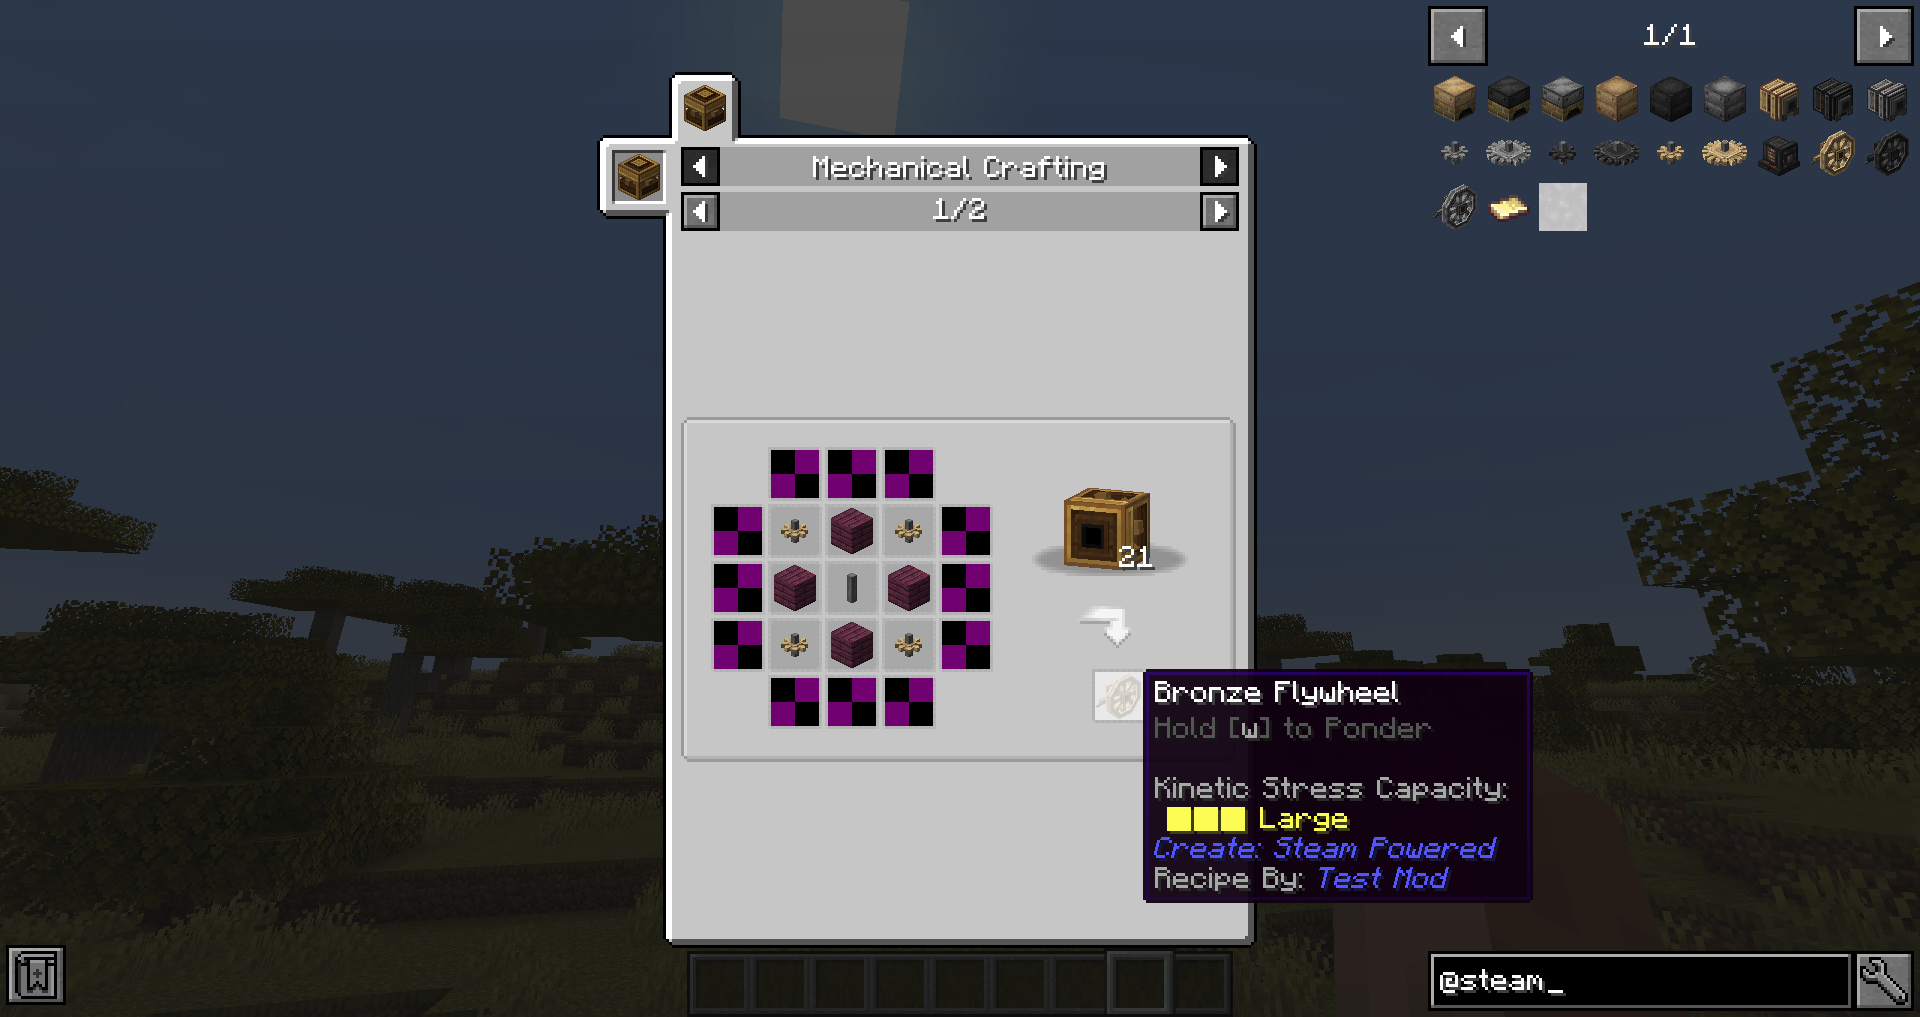 1/1
Mechanical Crafting
1/2
21
Bronze Flywheel
Hold [W] to Ponder
Kinetic Stress Capacity:
Large
Create: Steam Powered
Recipe By: Test Mod
@steam_